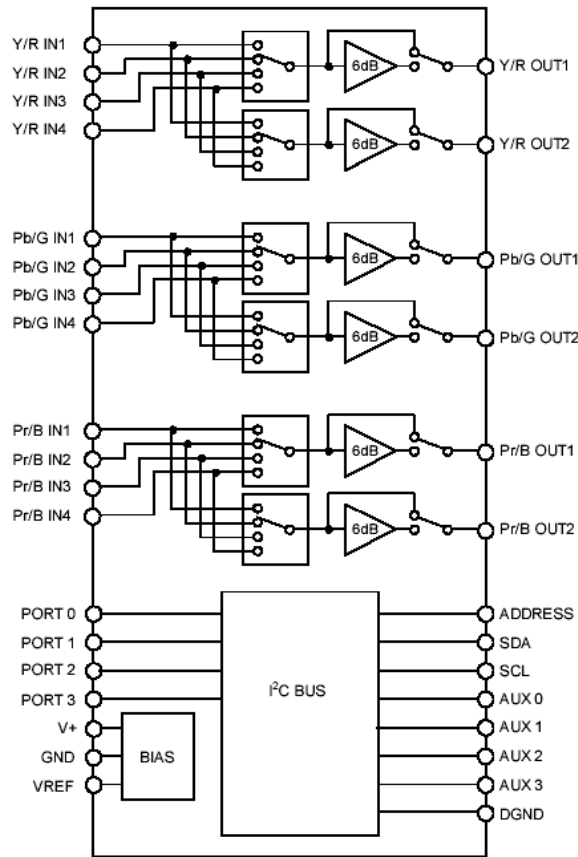 Y/R IN1
Y/R IN2
Y/R IN3
Y/R IN4
6dB
Y/R OUT1
6dB
Y/R OUT2
Pb/G IN1
Pb/G IN2
Pb/G IN3
Pb/G IN4
6dB
Pb/G OUT1
6dB
Pb/G OUT2
Pr/B IN1
Pr/B IN2
Pr/B IN3
Pr/B IN4
6dB
Pr/B OUT1
6dB
Pr/B OUT2
PORT 0
PORT 1
PORT 2
PORT 3
V+
GND
VREF
BIAS
I²C BUS
ADDRESS
SDA
SCL
AUX 0
AUX 1
AUX 2
AUX 3
DGND